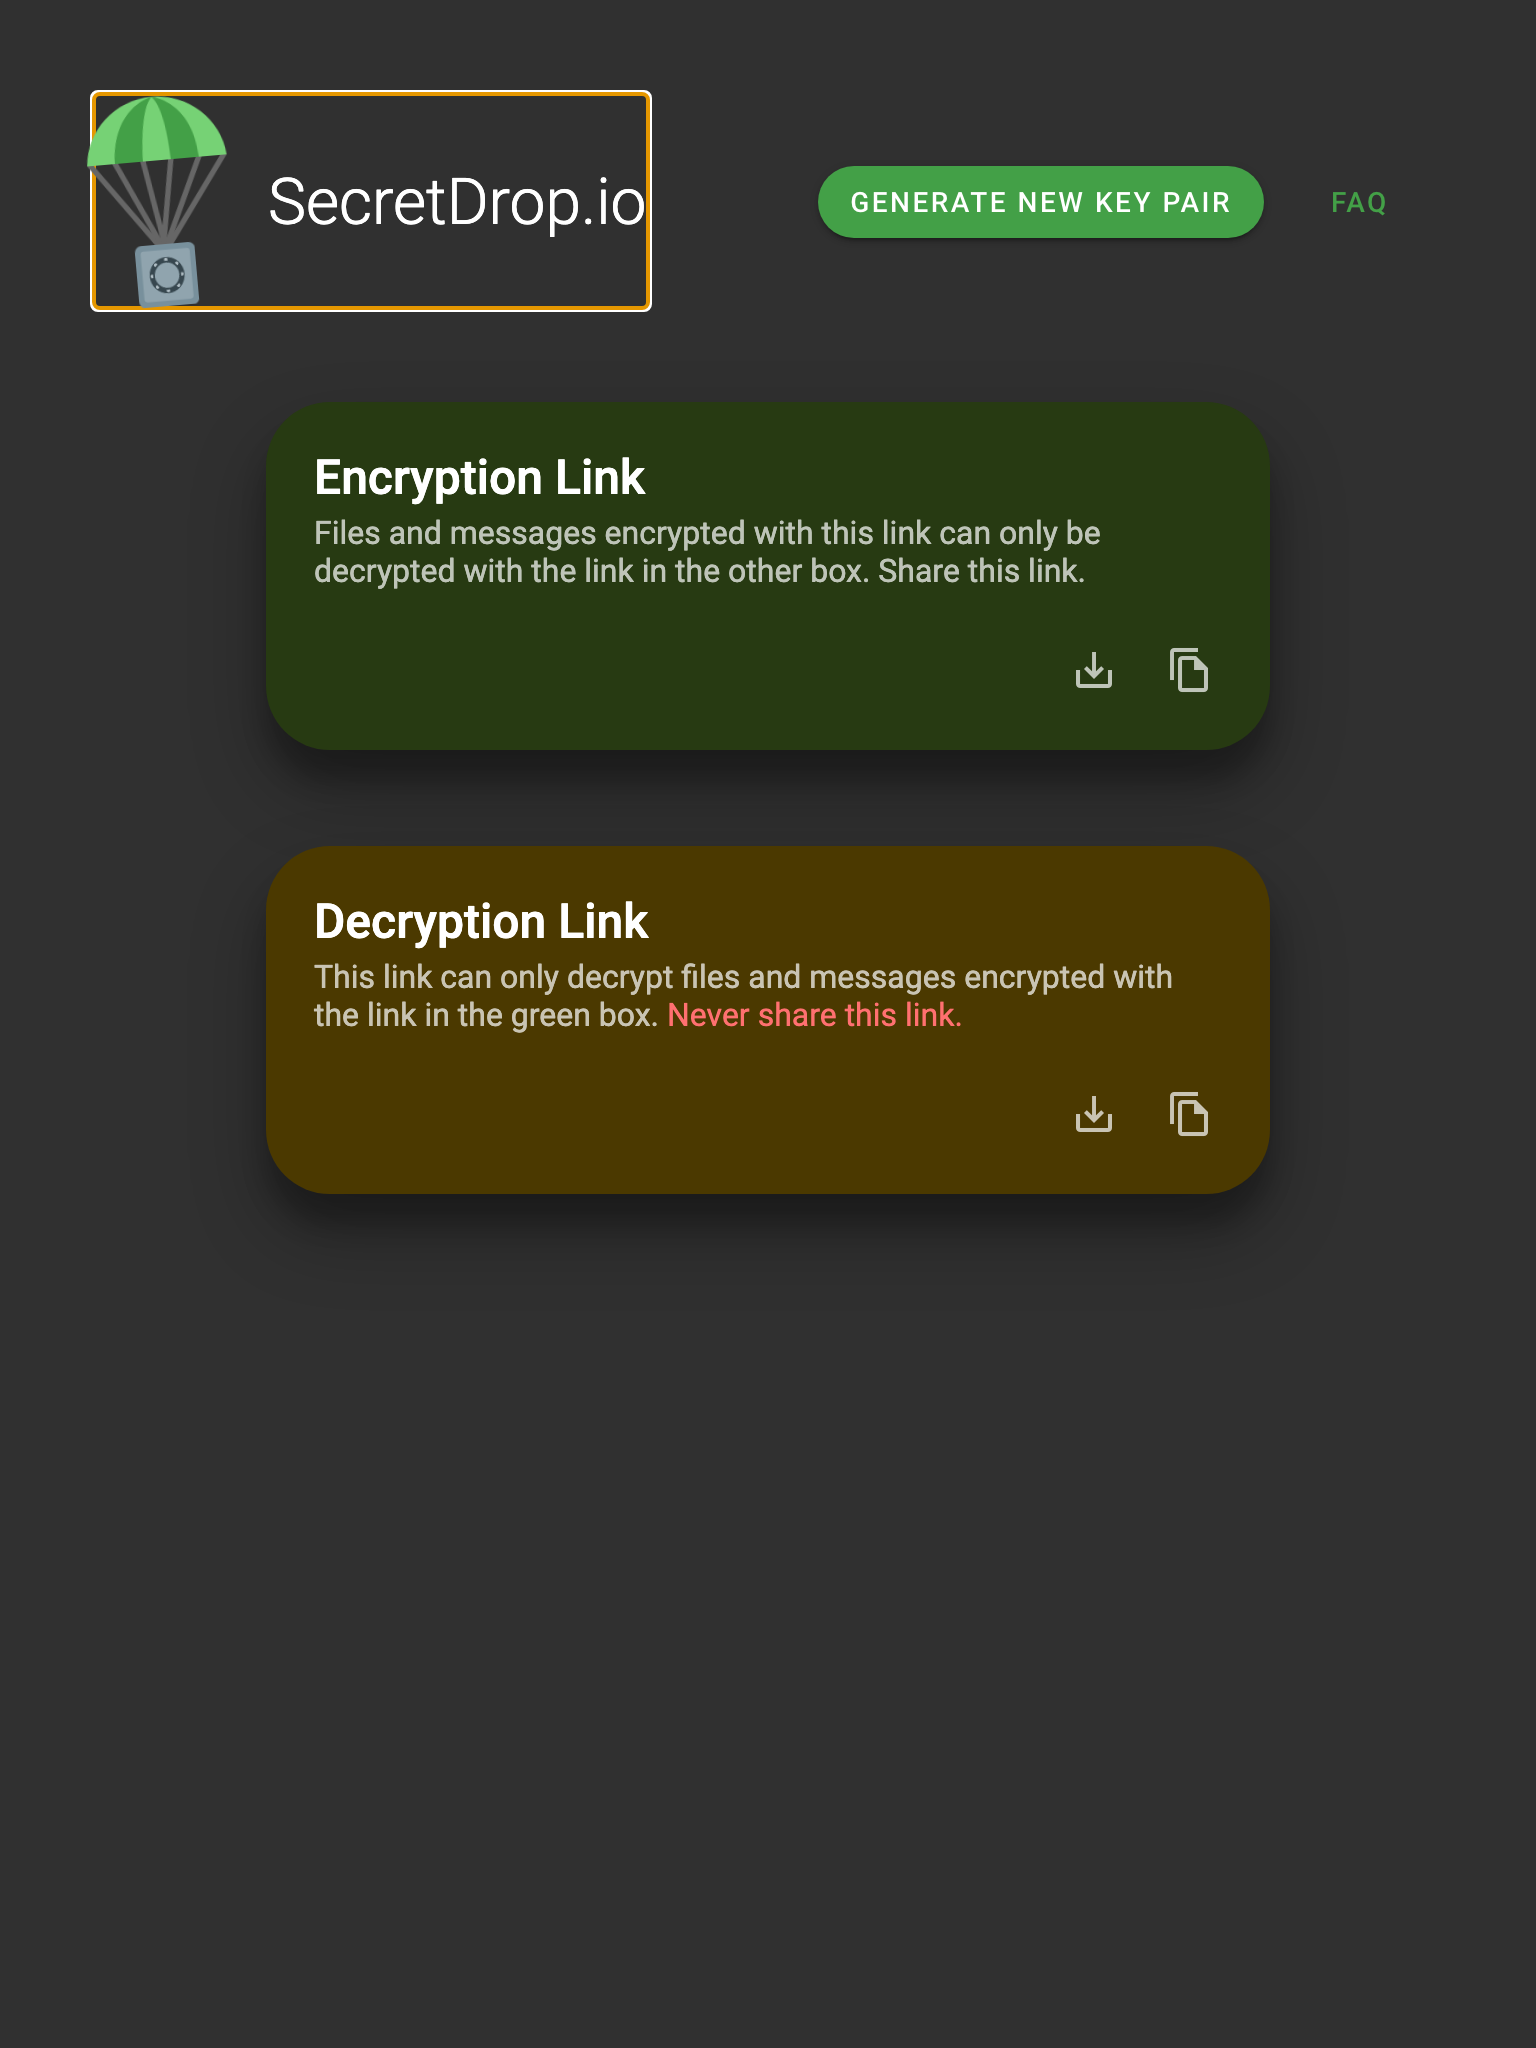 SecretDrop.io
GENERATE NEW KEY PAIR
FAQ
Encryption Link
Files and messages encrypted with this link can only be
decrypted with the link in the other box. Share this link.
Decryption Link
This link can only decrypt files and messages encrypted with
the link in the green box. Never share this link.